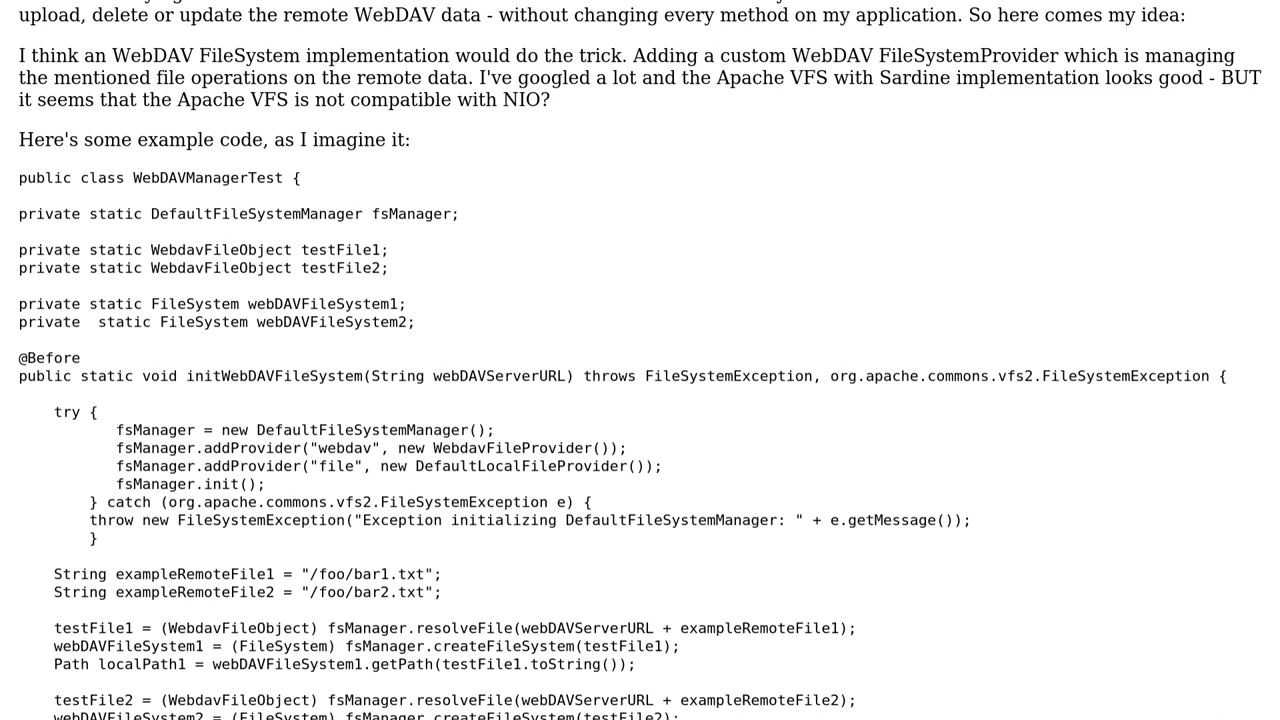 upload, delete or update the remote WebDAV data - without changing every method on my application. So here comes my idea:
I think an WebDAV FileSystem implementation would do the trick. Adding a custom WebDAV FileSystemProvider which is managing
the mentioned file operations on the remote data. I've googled a lot and the Apache VFS with Sardine implementation looks good - BUT
it seems that the Apache VFS is not compatible with NIO?
Here's some example code, as I imagine it:
public class WebDAVManagerTest {
private static DefaultFileSystemManager fsManager;
private static WebdavFileObject testFile1;
private static WebdavFileObject testFile2;
private static FileSystem webDAVFileSystem1;
private  static FileSystem webDAVFileSystem2;
@Before
public static void initWebDAVFileSystem(String webDAVServerURL) throws FileSystemException, org.apache.commons.vfs2.FileSystemException {
    try {
           fsManager = new DefaultFileSystemManager();
           fsManager.addProvider("webdav", new WebdavFileProvider());
           fsManager.addProvider("file", new DefaultLocalFileProvider());
           fsManager.init();
        } catch (org.apache.commons.vfs2.FileSystemException e) {
        throw new FileSystemException("Exception initializing DefaultFileSystemManager: " + e.getMessage());
        }
    String exampleRemoteFile1 = "/foo/bar1.txt";
    String exampleRemoteFile2 = "/foo/bar2.txt";
    testFile1 = (WebdavFileObject) fsManager.resolveFile(webDAVServerURL + exampleRemoteFile1);
    webDAVFileSystem1 = (FileSystem) fsManager.createFileSystem(testFile1);
    Path localPath1 = webDAVFileSystem1.getPath(testFile1.toString());
    testFile2 = (WebdavFileObject) fsManager.resolveFile(webDAVServerURL + exampleRemoteFile2);
    webDAVFileSystem2 = (FileSystem) fsManager.createFileSystem(testFile2);